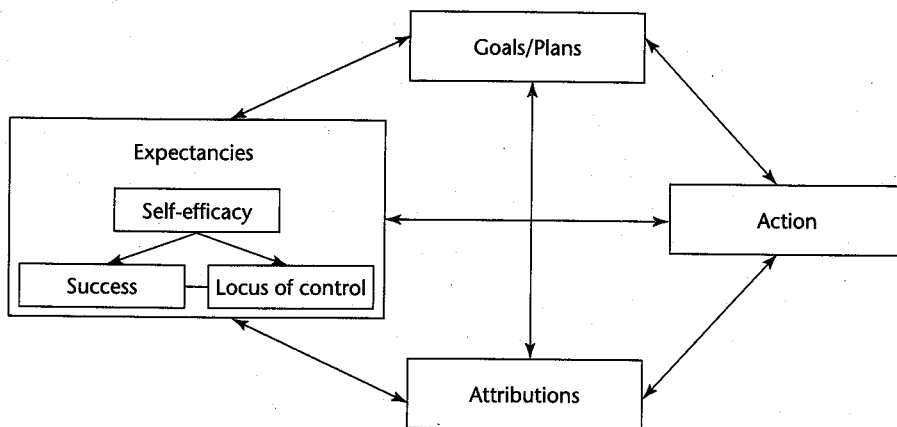 Goals/Plans
Expectancies
Self-efficacy
Success
Locus of control
Action
Attributions